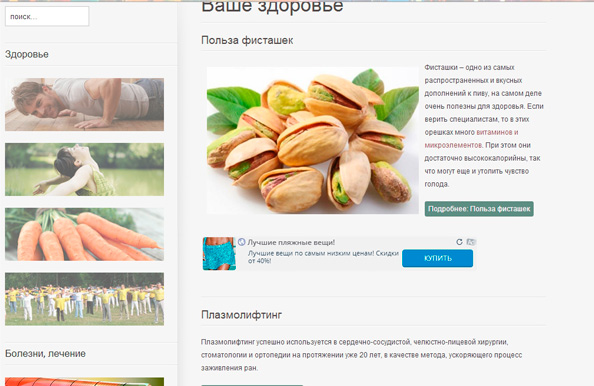 Ваше здоровье
поиск...
Здоровье
Болезни, лечение
Польза фисташек
Фисташки – одно из самых
распространенных и вкусных
дополнений к пиву, на самом деле
очень полезны для здоровья. Если
верить специалистам, то в этих
орешках много витаминов и
микроэлементов. При этом они
достаточно высококалорийны, так
что могут еще и утолить чувство
голода.
Подробнее: Польза фисташек
Лучшие пляжные вещи!
Лучшие вещи по самым низким ценам! Скидки
от 40%!
КУПИТЬ
Плазмолифтинг
Плазмолифтинг успешно используется в сердечно-сосудистой, челюстно-лицевой хирургии,
стоматологии и ортопедии на протяжении уже 20 лет, в качестве метода, ускоряющего процесс
заживления ран.